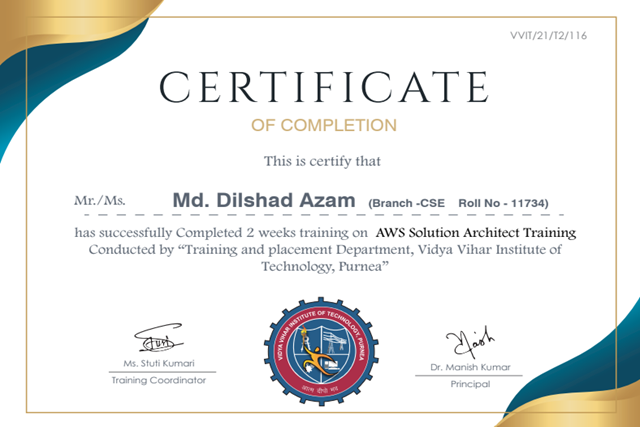 VVIT/21/T2/116
CERTIFICATE
OF COMPLETION
This is certify that
Mr./Ms. Md. Dilshad Azam (Branch -CSE Roll No - 11734)
has successfully Completed 2 weeks training on AWS Solution Architect Training
Conducted by “Training and placement Department, Vidya Vihar Institute of
Technology, Purnea”
VIDYA VIHAR INSTITUTE OF TECHNOLOGY, PURNEA
Ms. Stuti Kumari
Training Coordinator
Dr. Manish Kumar
Principal